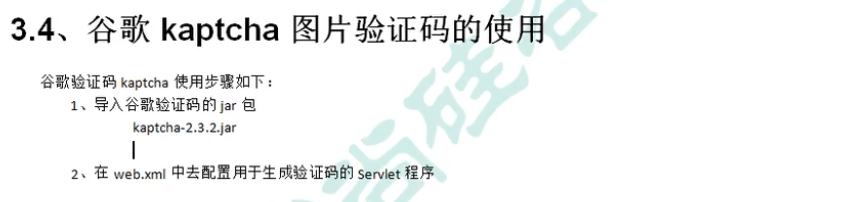 3.4、谷歌 kaptcha 图片验证码的使用
谷歌验证码 kaptcha 使用步骤如下：
1、导入谷歌验证码的 jar 包
kaptcha-2.3.2.jar
2、在 web.xml 中去配置用于生成验证码的 Servlet 程序
尚硅谷